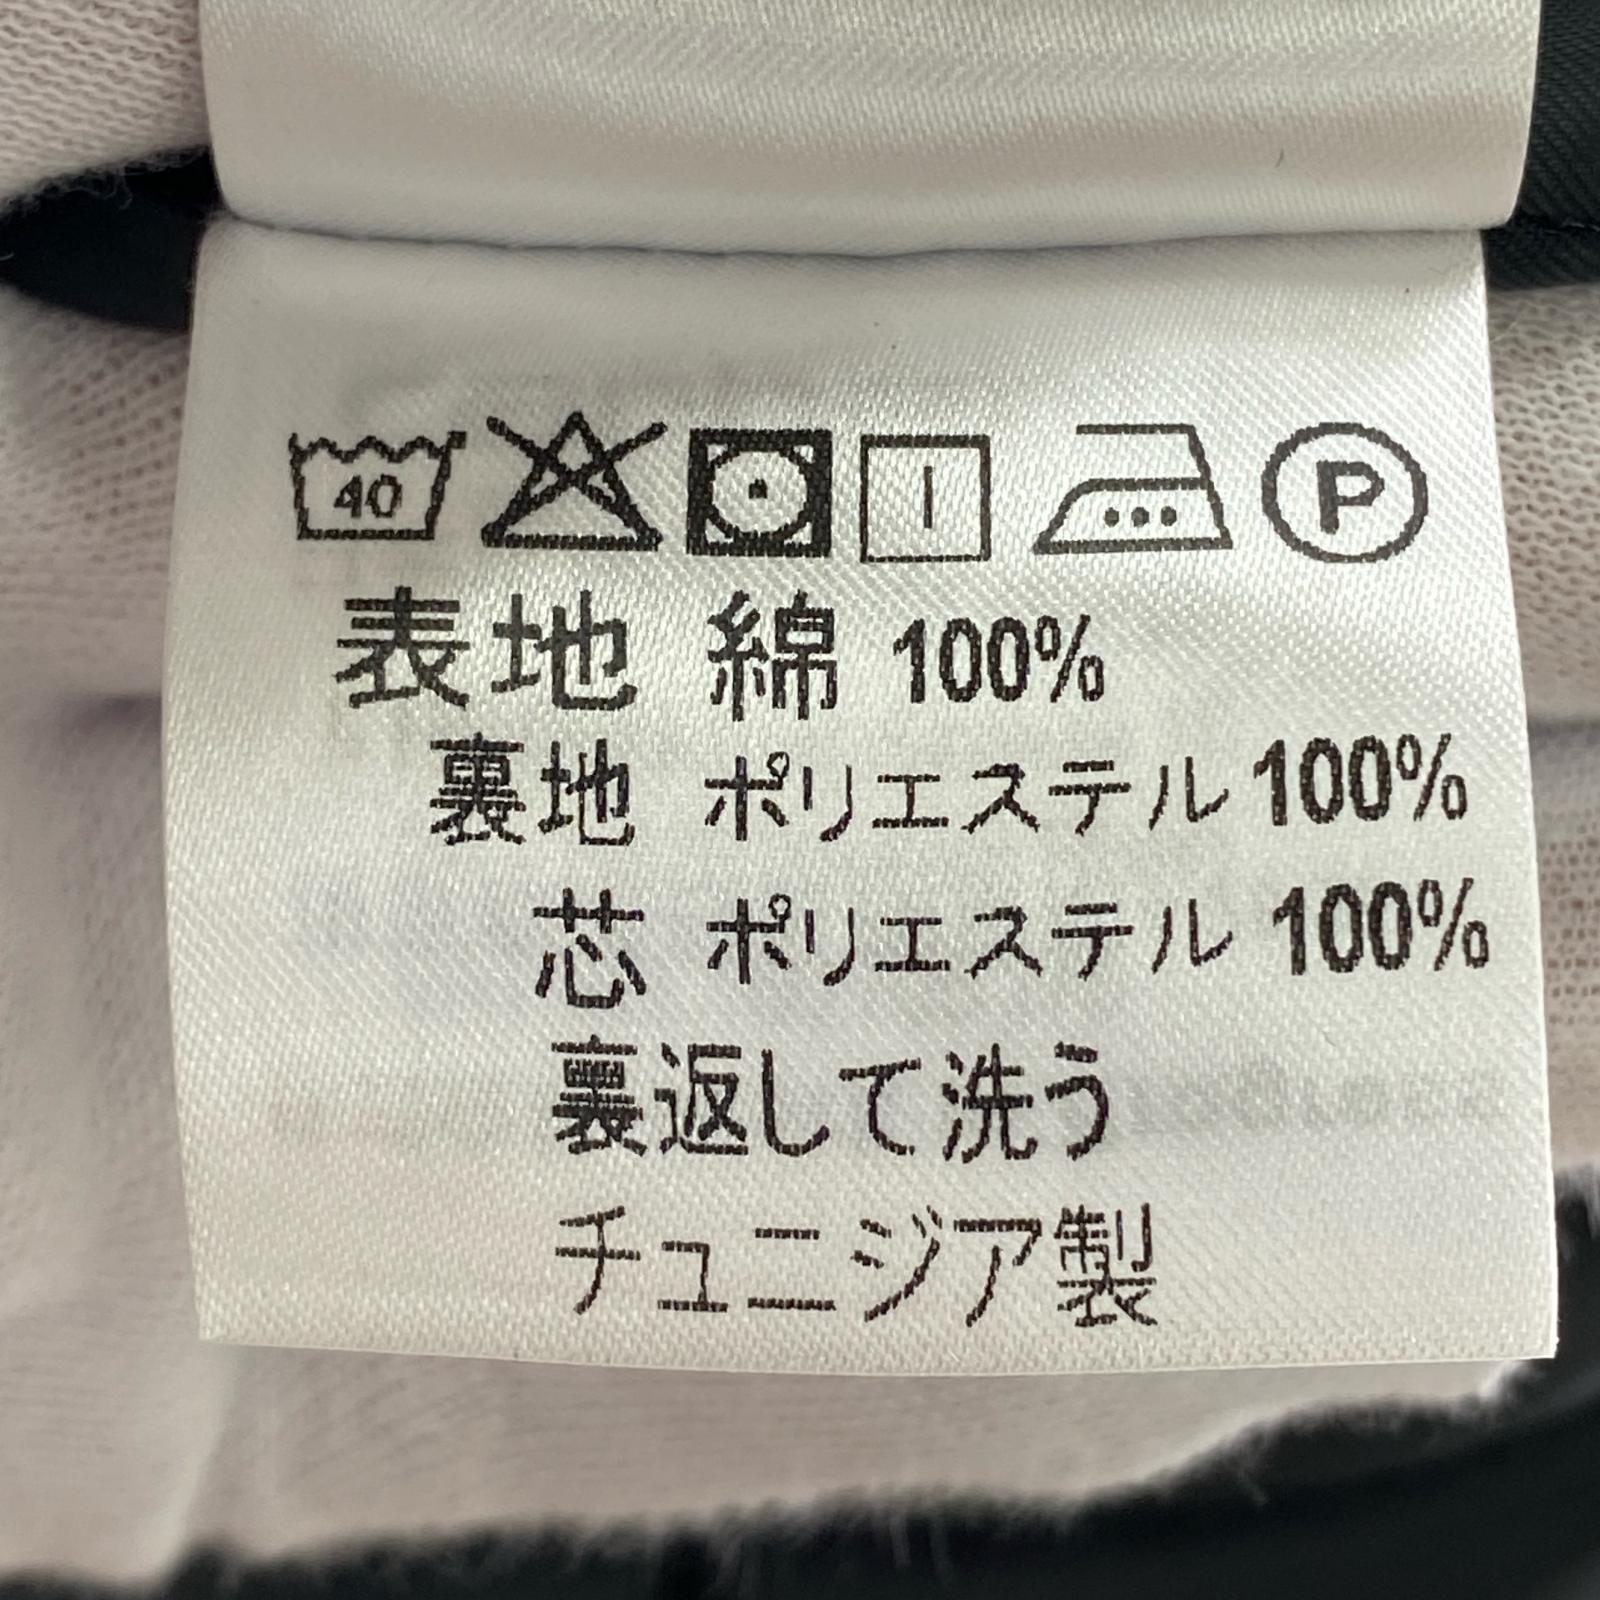 40 P
表地 綿 100%
裏地 ポリエステル 100%
芯 ポリエステル 100%
裏返して洗う
チュニジア製